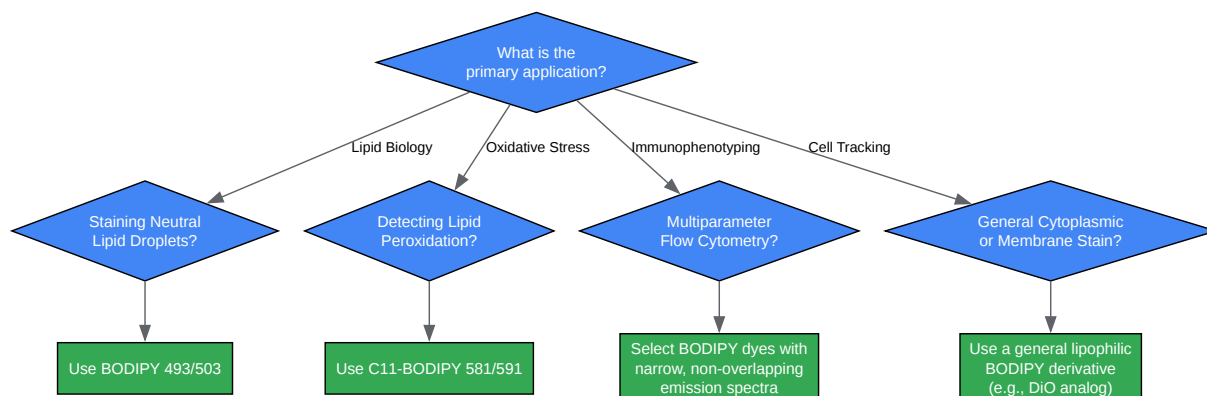 What is the
primary application?
Lipid Biology
Oxidative Stress
Immunophenotyping
Cell Tracking
Staining Neutral
Lipid Droplets?
Detecting Lipid
Peroxidation?
Multiparameter
Flow Cytometry?
General Cytoplasmic
or Membrane Stain?
Use BODIPY 493/503
Use C11-BODIPY 581/591
Select BODIPY dyes with
narrow, non-overlapping
emission spectra
Use a general lipophilic
BODIPY derivative
(e.g., DiO analog)